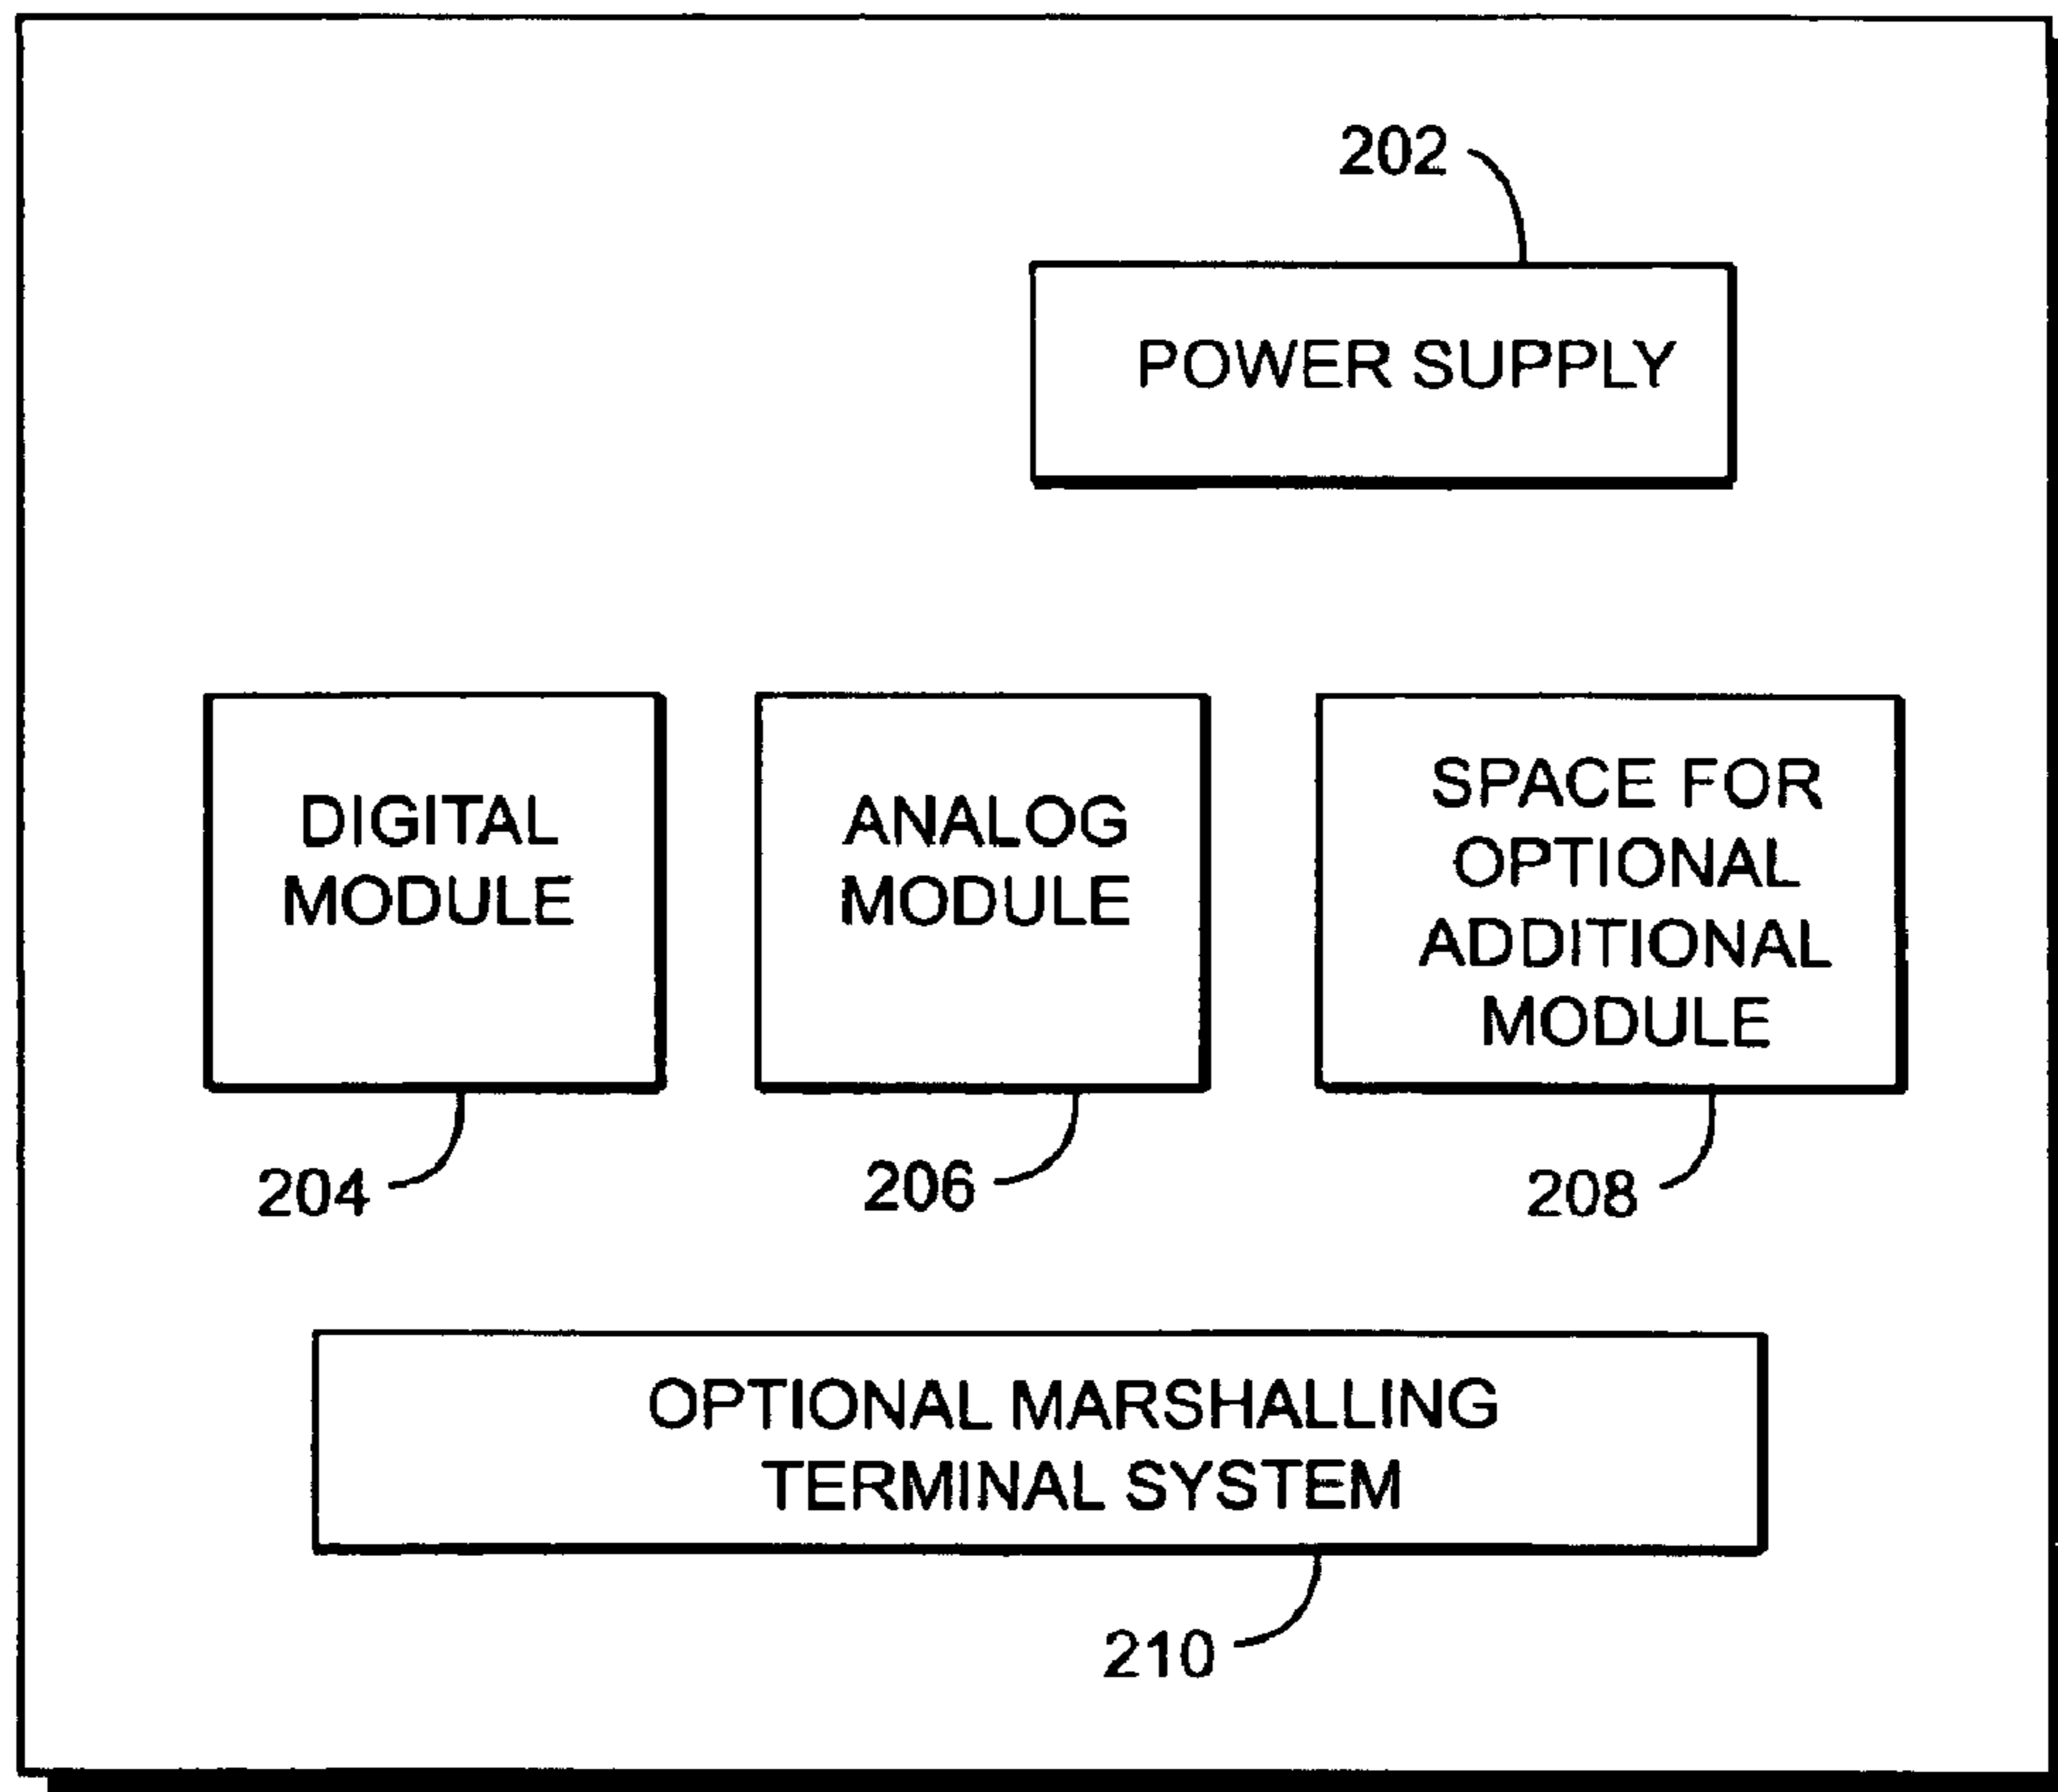 202
POWER SUPPLY
DIGITAL
MODULE
ANALOG
MODULE
SPACE FOR
OPTIONAL
ADDITIONAL
MODULE
204
206
208
OPTIONAL MARSHALLING
TERMINAL SYSTEM
210